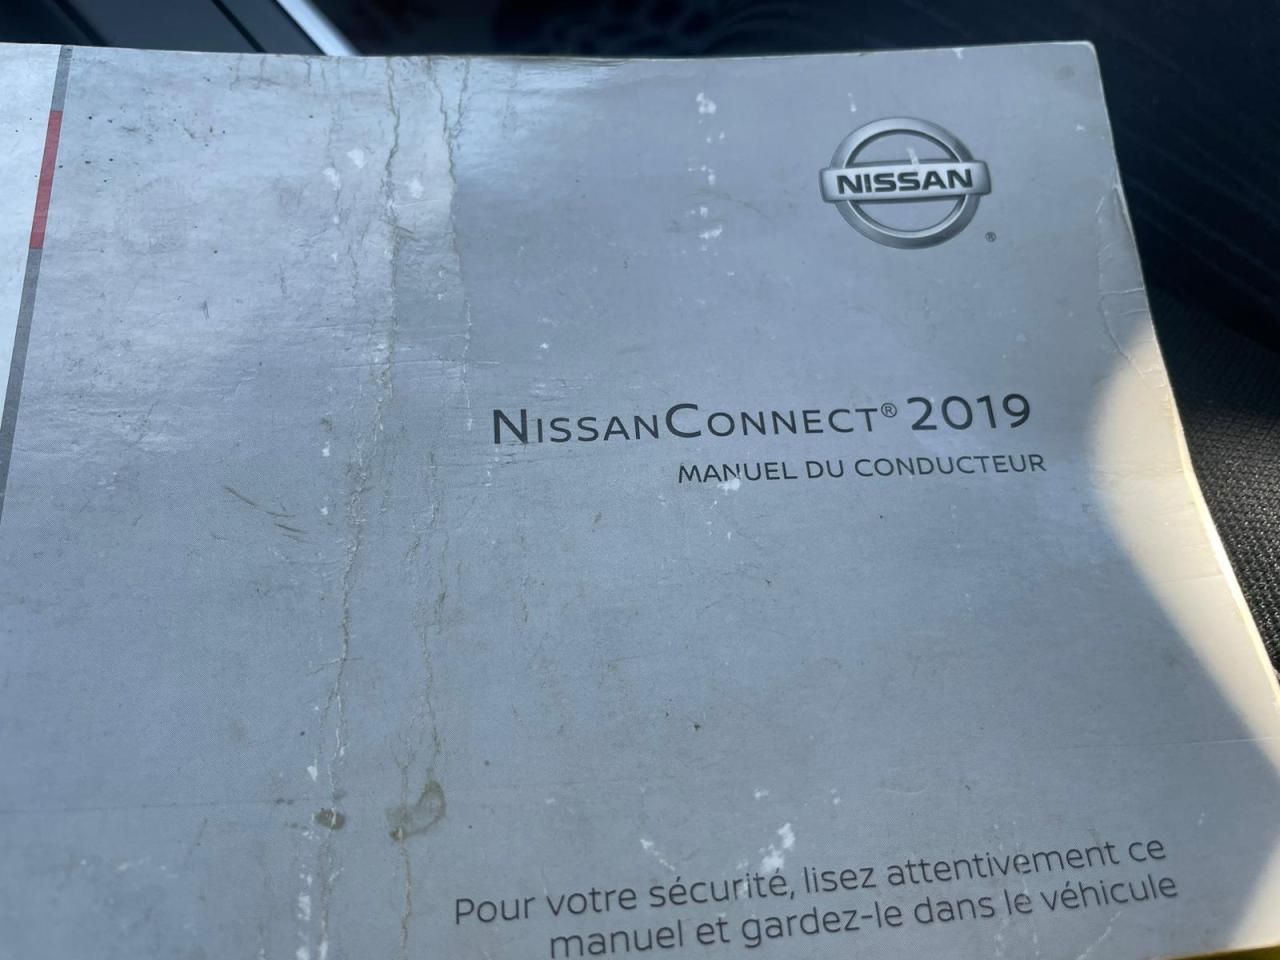 NISSAN
®
NISSANCONNECT® 2019
MANUEL DU CONDUCTEUR
Pour votre sécurité, lisez attentivement ce
manuel et gardez-le dans le véhicule